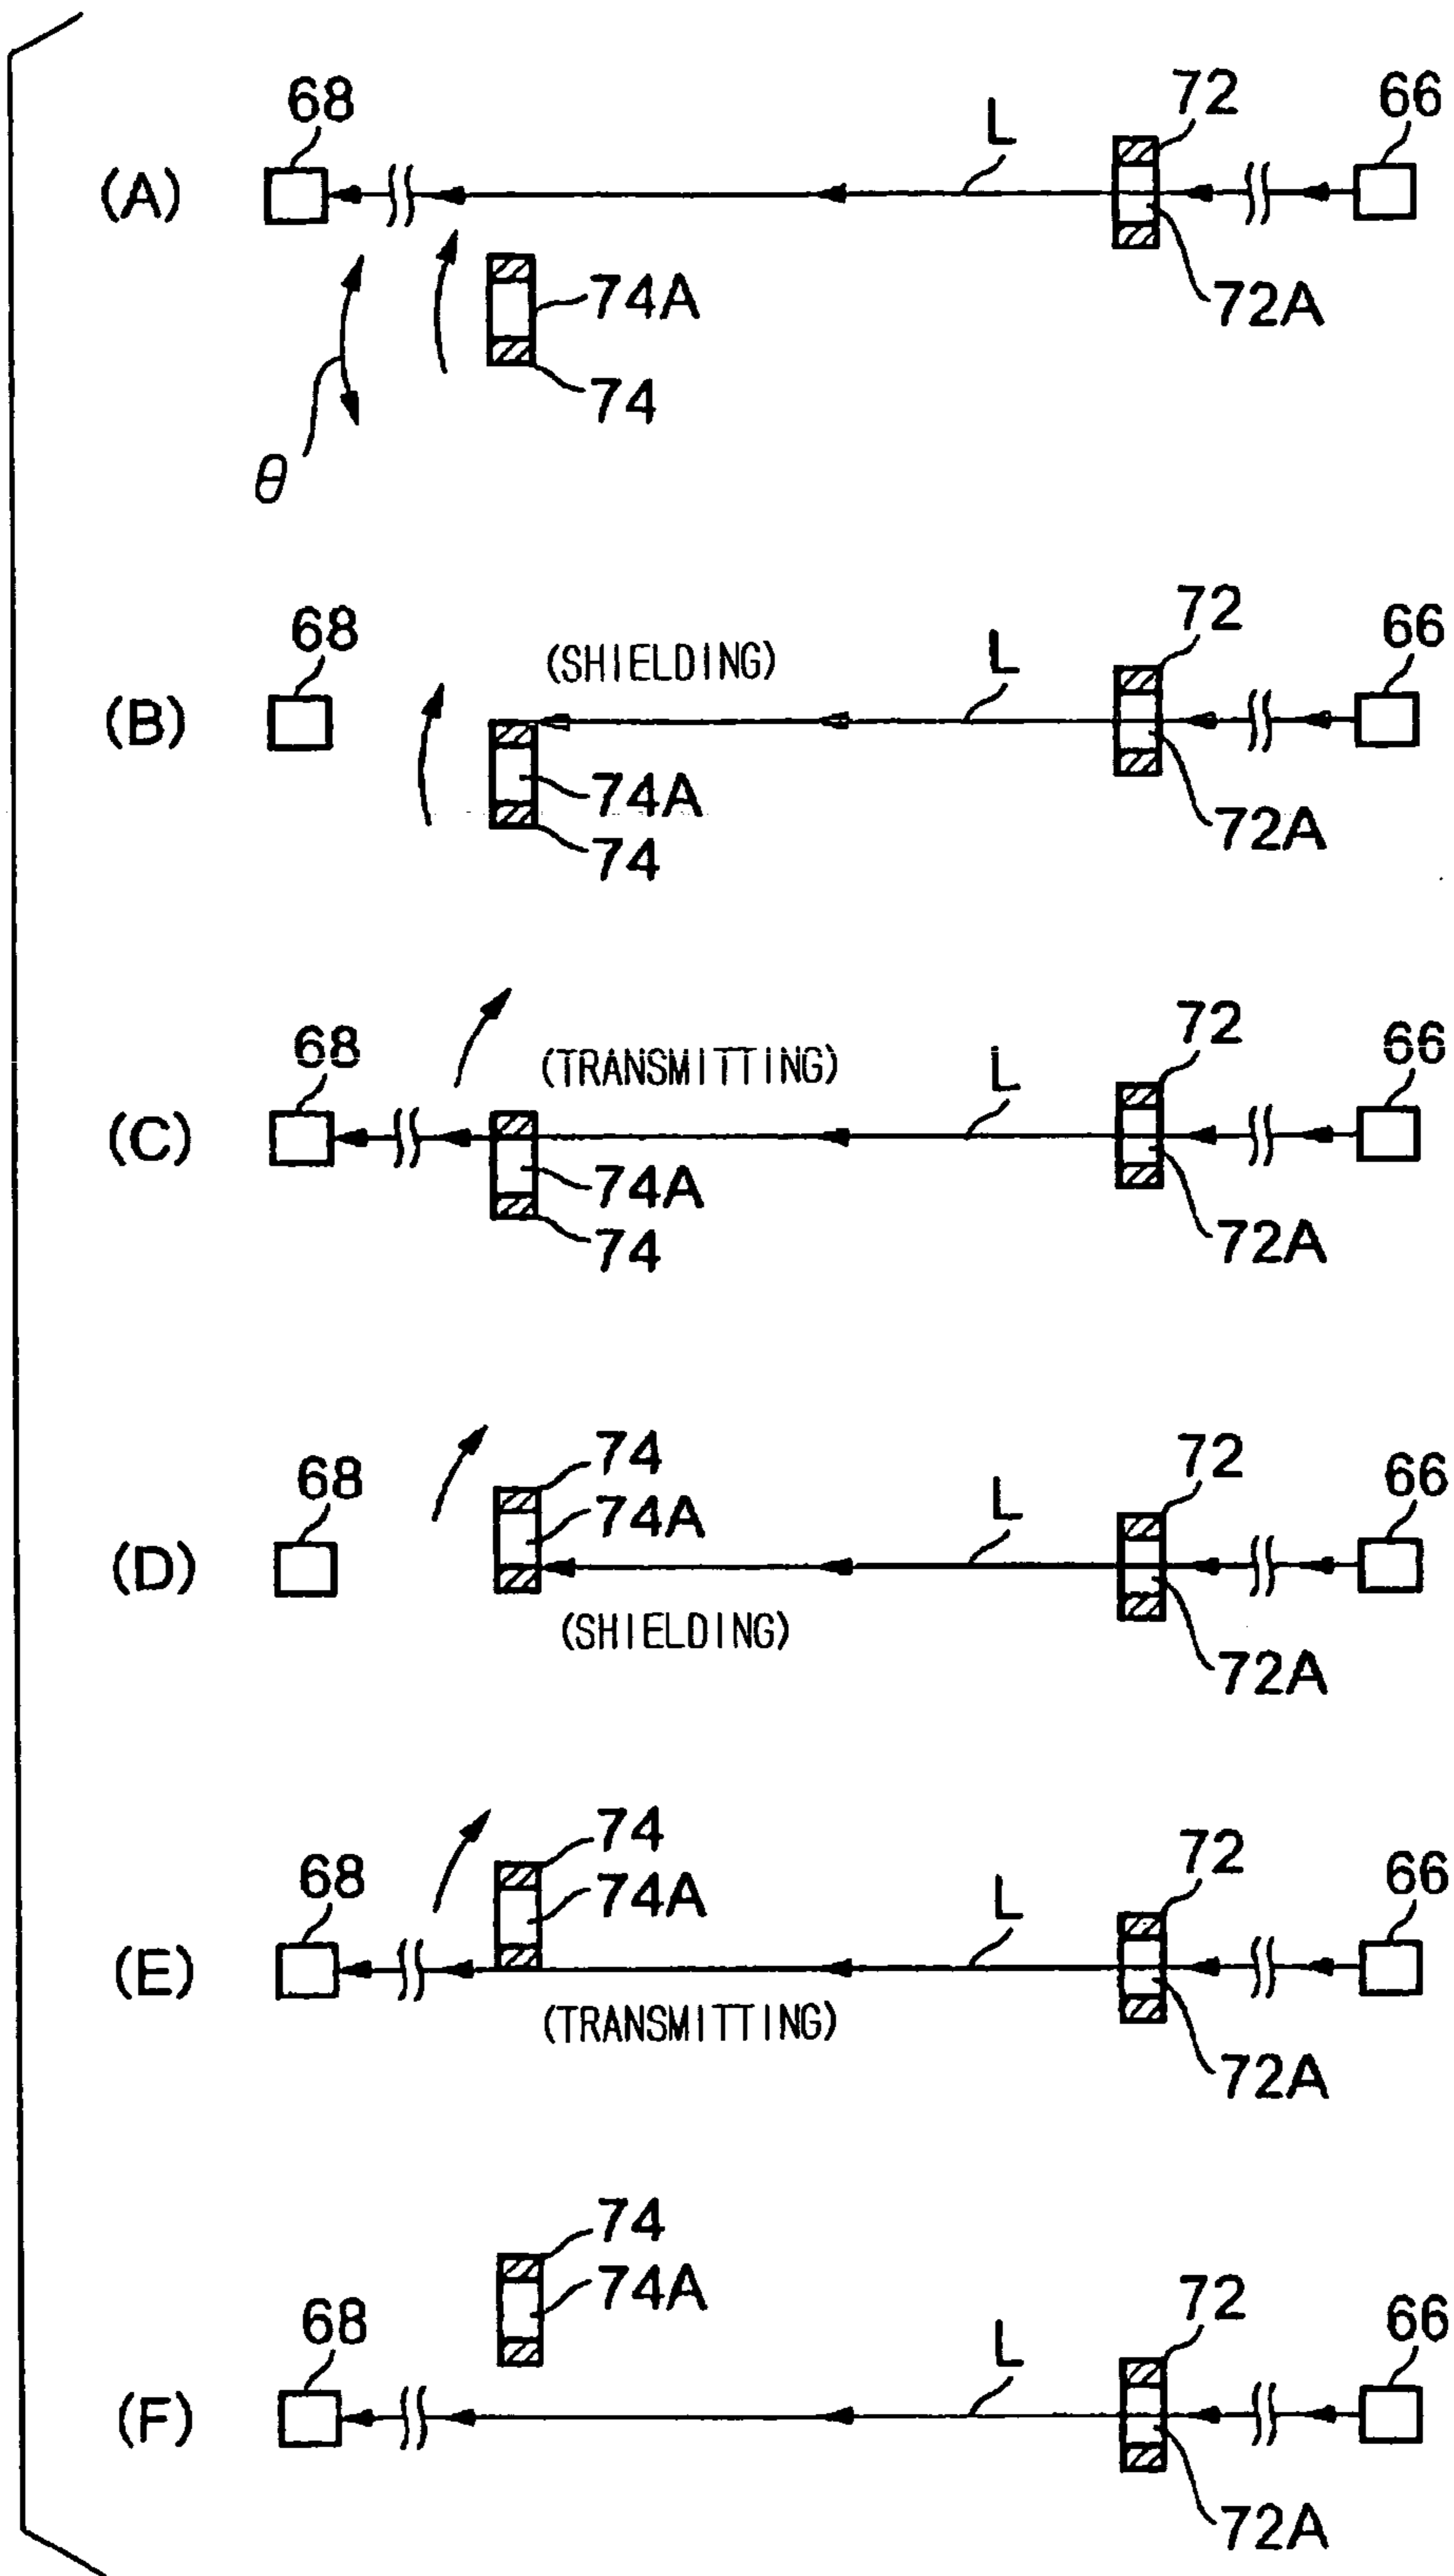 68
L
72
66
(A)
74A
72A
74
θ
68
(SHIELDING)
L
72
66
(B)
74A
72A
74
68
(TRANSMITTING)
L
72
66
(C)
74A
72A
74
68
74
74A
L
72
66
(D)
(SHIELDING)
72A
68
74
74A
L
72
66
(E)
(TRANSMITTING)
72A
68
74
74A
L
72
66
(F)
72A